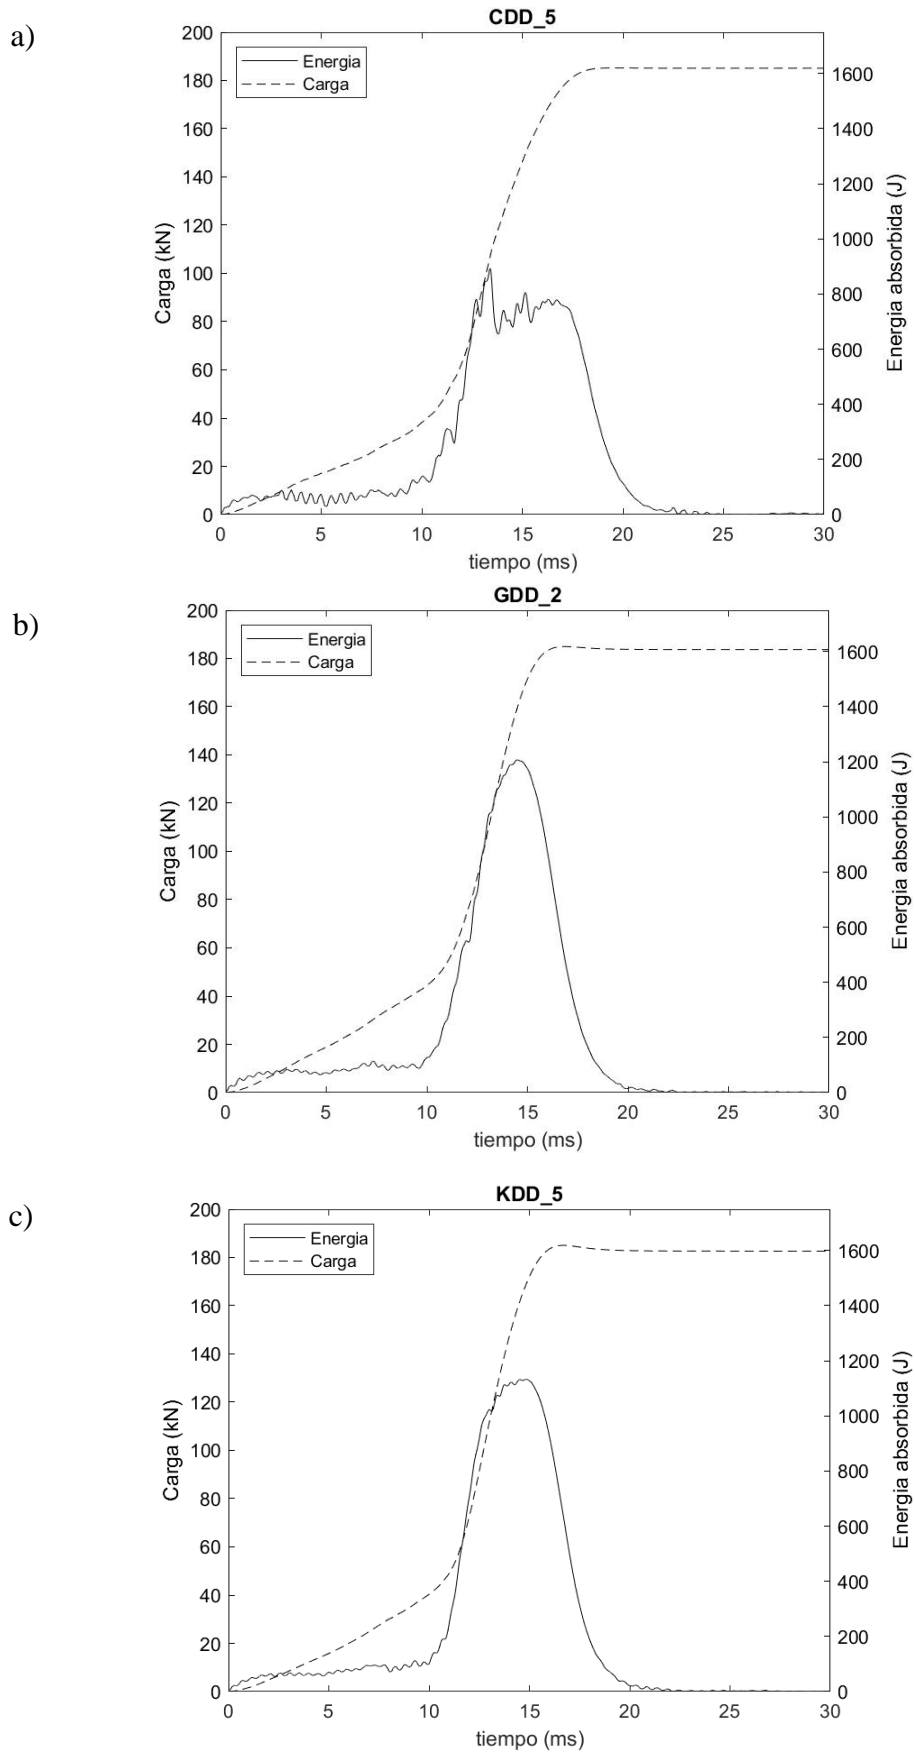 a)
CDD_5
200
180
160
140
120
100
80
60
40
20
0
Energia
Carga
Carga (kN)
1600
1400
1200
1000
800
600
400
200
0
Energia absorbida (J)
0 5 10 15 20 25 30
tiempo (ms)
b)
GDD_2
200
180
160
140
120
100
80
60
40
20
0
Energia
Carga
Carga (kN)
1600
1400
1200
1000
800
600
400
200
0
Energia absorbida (J)
0 5 10 15 20 25 30
tiempo (ms)
c)
KDD_5
200
180
160
140
120
100
80
60
40
20
0
Energia
Carga
Carga (kN)
1600
1400
1200
1000
800
600
400
200
0
Energia absorbida (J)
0 5 10 15 20 25 30
tiempo (ms)